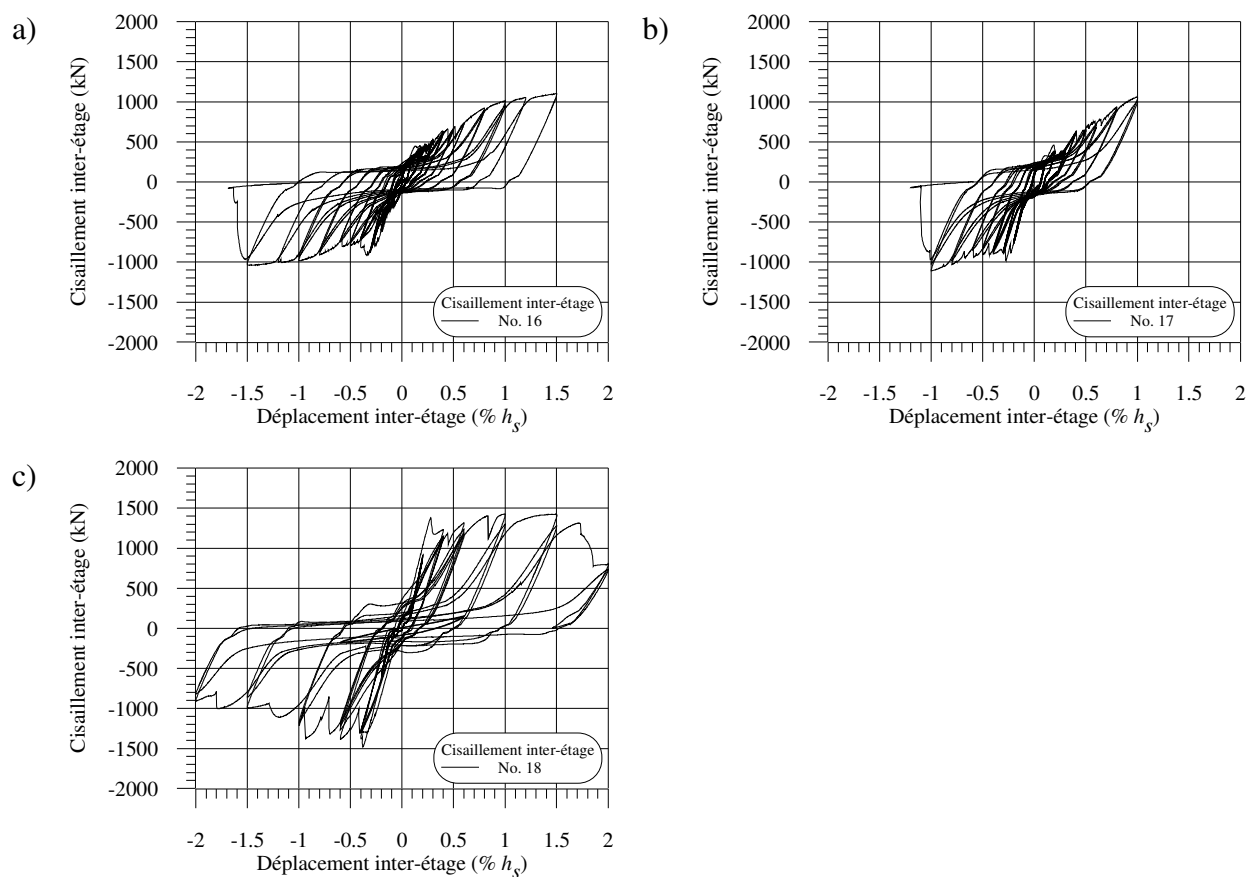 a)
Cisaillement inter-étage (kN)
2000
1500
1000
500
0
-500
-1000
-1500
-2000
Cisaillement inter-étage
No. 16
-2 -1.5 -1 -0.5 0 0.5 1 1.5 2
Déplacement inter-étage (% hs)
b)
Cisaillement inter-étage (kN)
2000
1500
1000
500
0
-500
-1000
-1500
-2000
Cisaillement inter-étage
No. 17
-2 -1.5 -1 -0.5 0 0.5 1 1.5 2
Déplacement inter-étage (% hs)
c)
Cisaillement inter-étage (kN)
2000
1500
1000
500
0
-500
-1000
-1500
-2000
Cisaillement inter-étage
No. 18
-2 -1.5 -1 -0.5 0 0.5 1 1.5 2
Déplacement inter-étage (% hs)